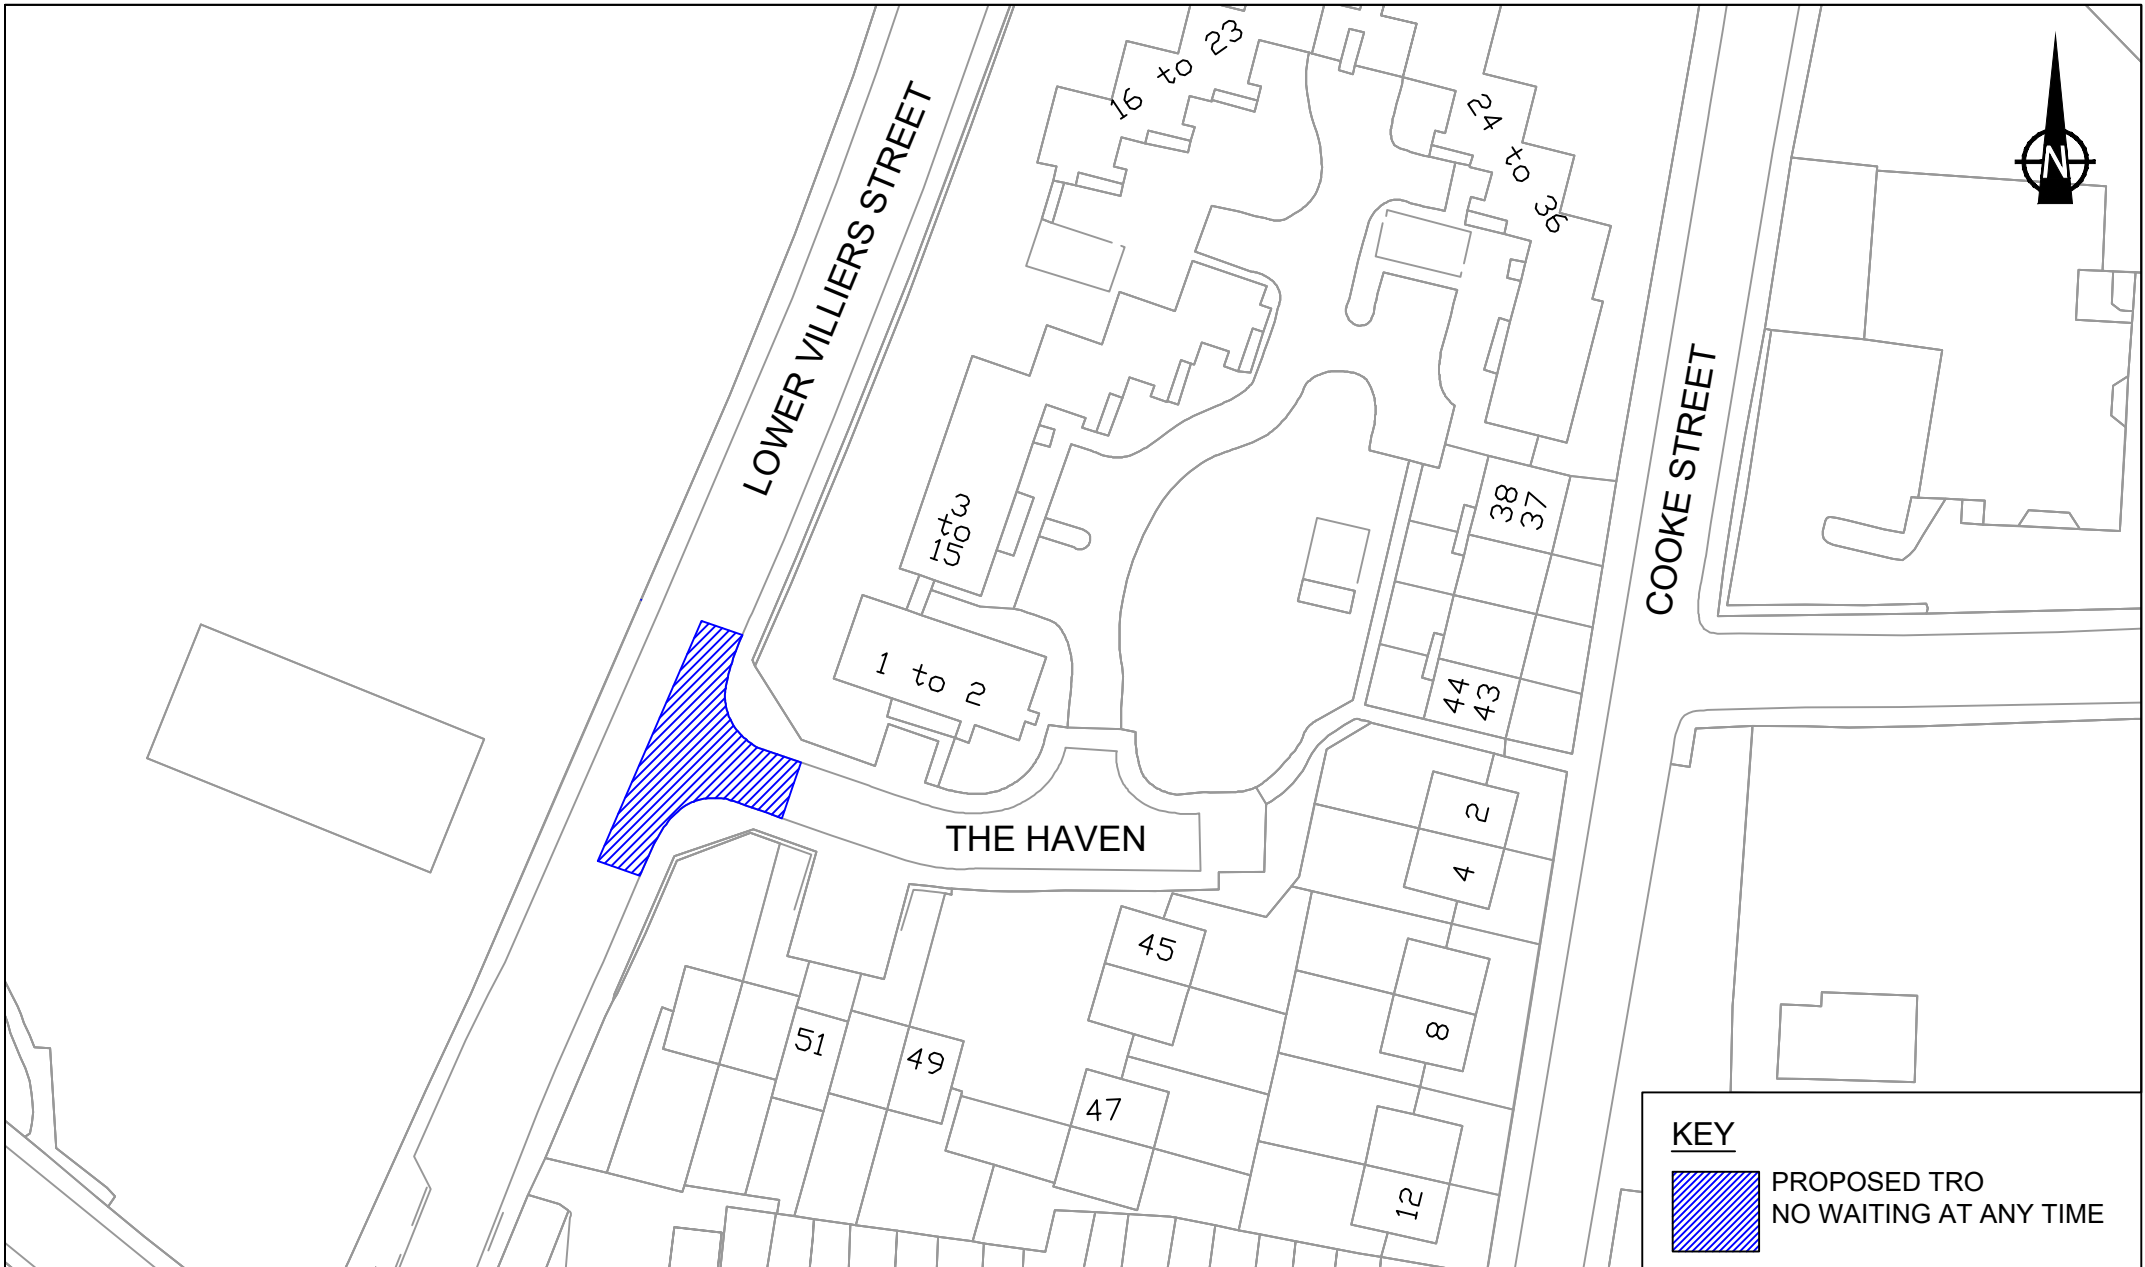 16 to 23
24 to 36
N
LOWER VILLIERS STREET
COOKE STREET
+3
to
15
38
37
1 to 2
44
43
THE HAVEN
2
4
45
8
51
49
47
12
KEY
PROPOSED TRO
NO WAITING AT ANY TIME